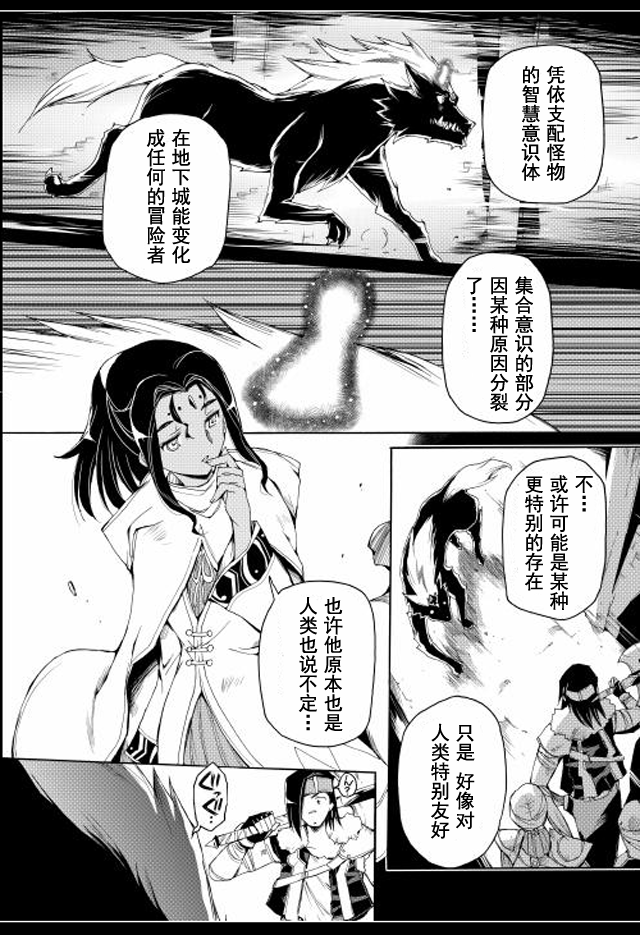 凭依支配怪物
的智慧意识体
在地下城能变化
成任何的冒险者
集合意识的部分
因某种原因分裂
了……
不…
或许可能是某种
更特别的存在
也许他原本也是
人类也说不定…
只是 好像对
人类特别友好